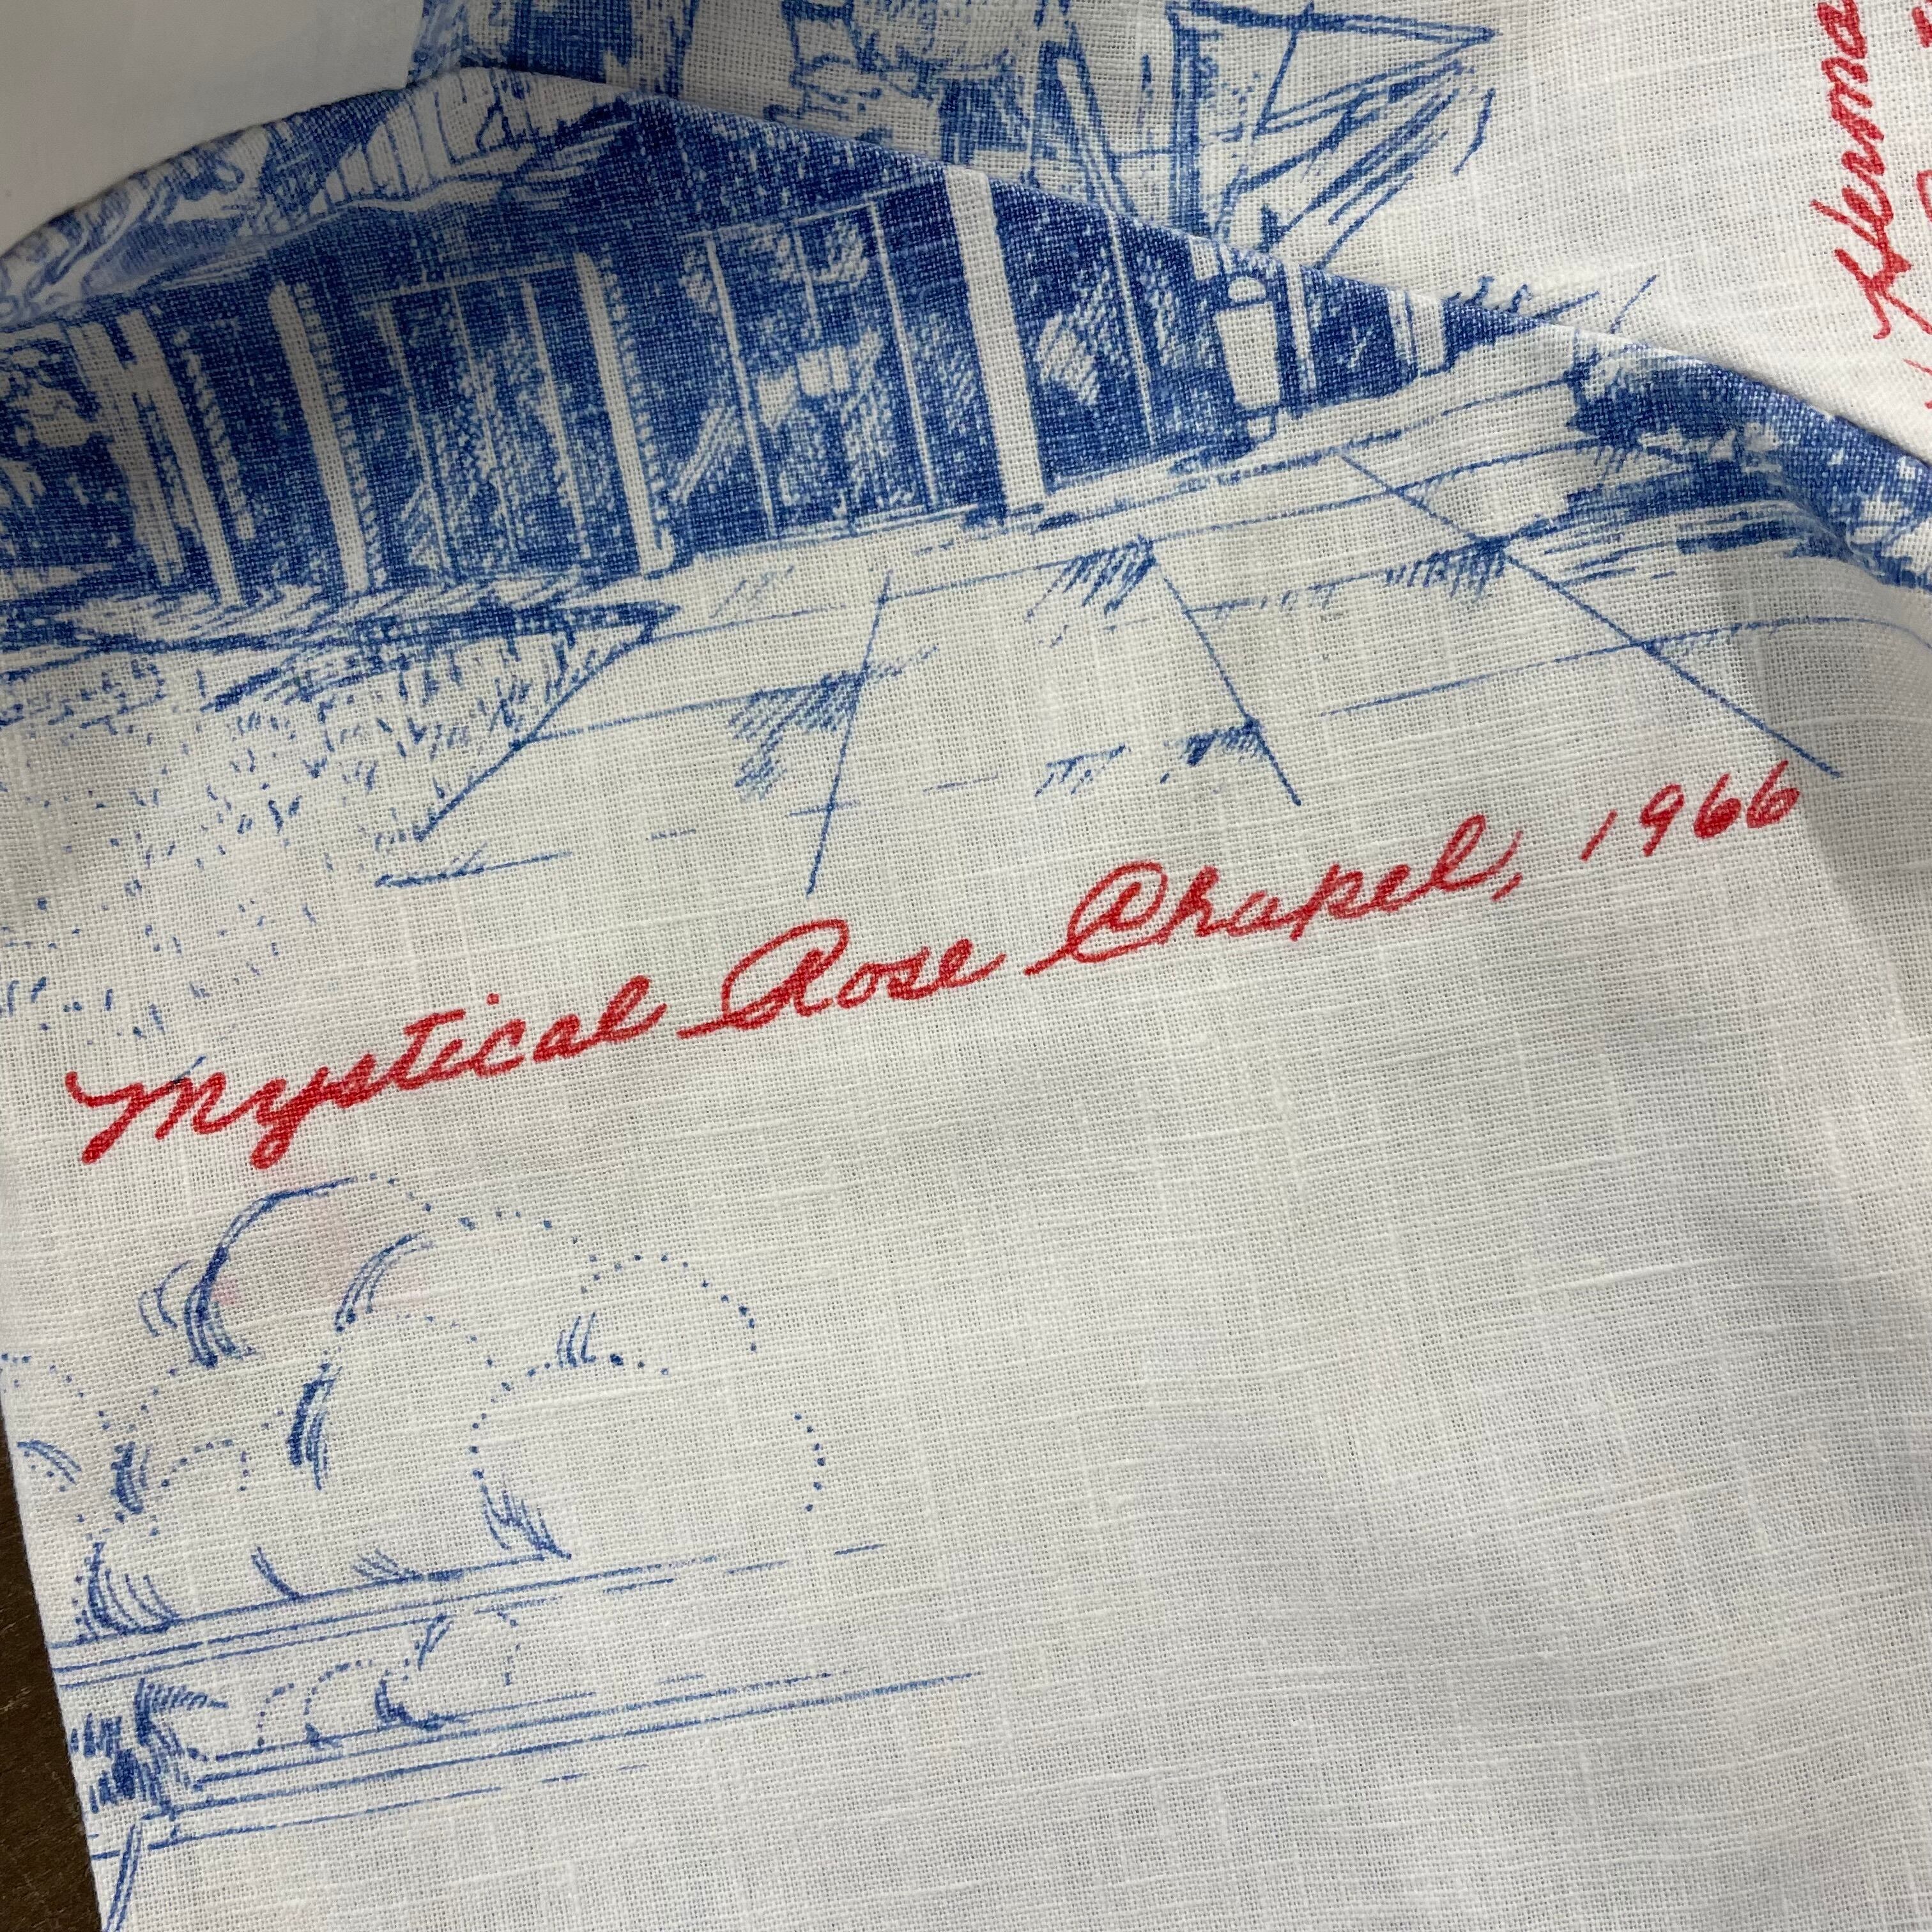 Mystical Rose Chapel, 1966